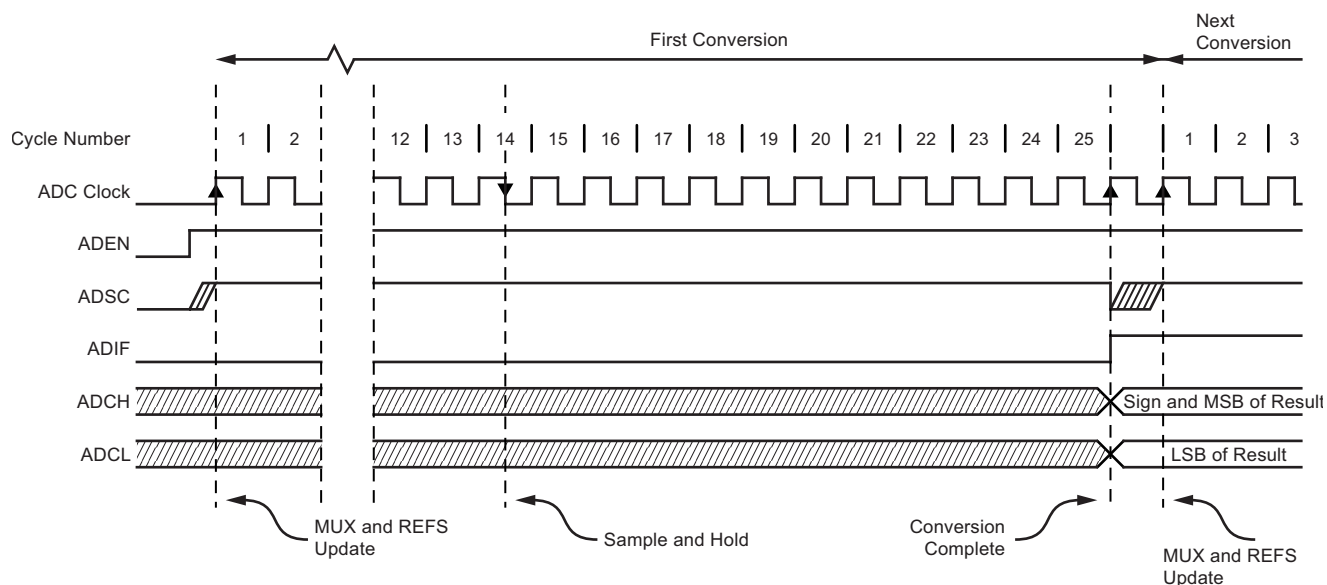 Next
Conversion
First Conversion
Cycle Number 1 2 12 13 14 15 16 17 18 19 20 21 22 23 24 25 1 2 3
ADC Clock
ADEN
ADSC
ADIF
ADCH Sign and MSB of Result
ADCL LSB of Result
MUX and REFS
Update
Sample and Hold
Conversion
Complete
MUX and REFS
Update